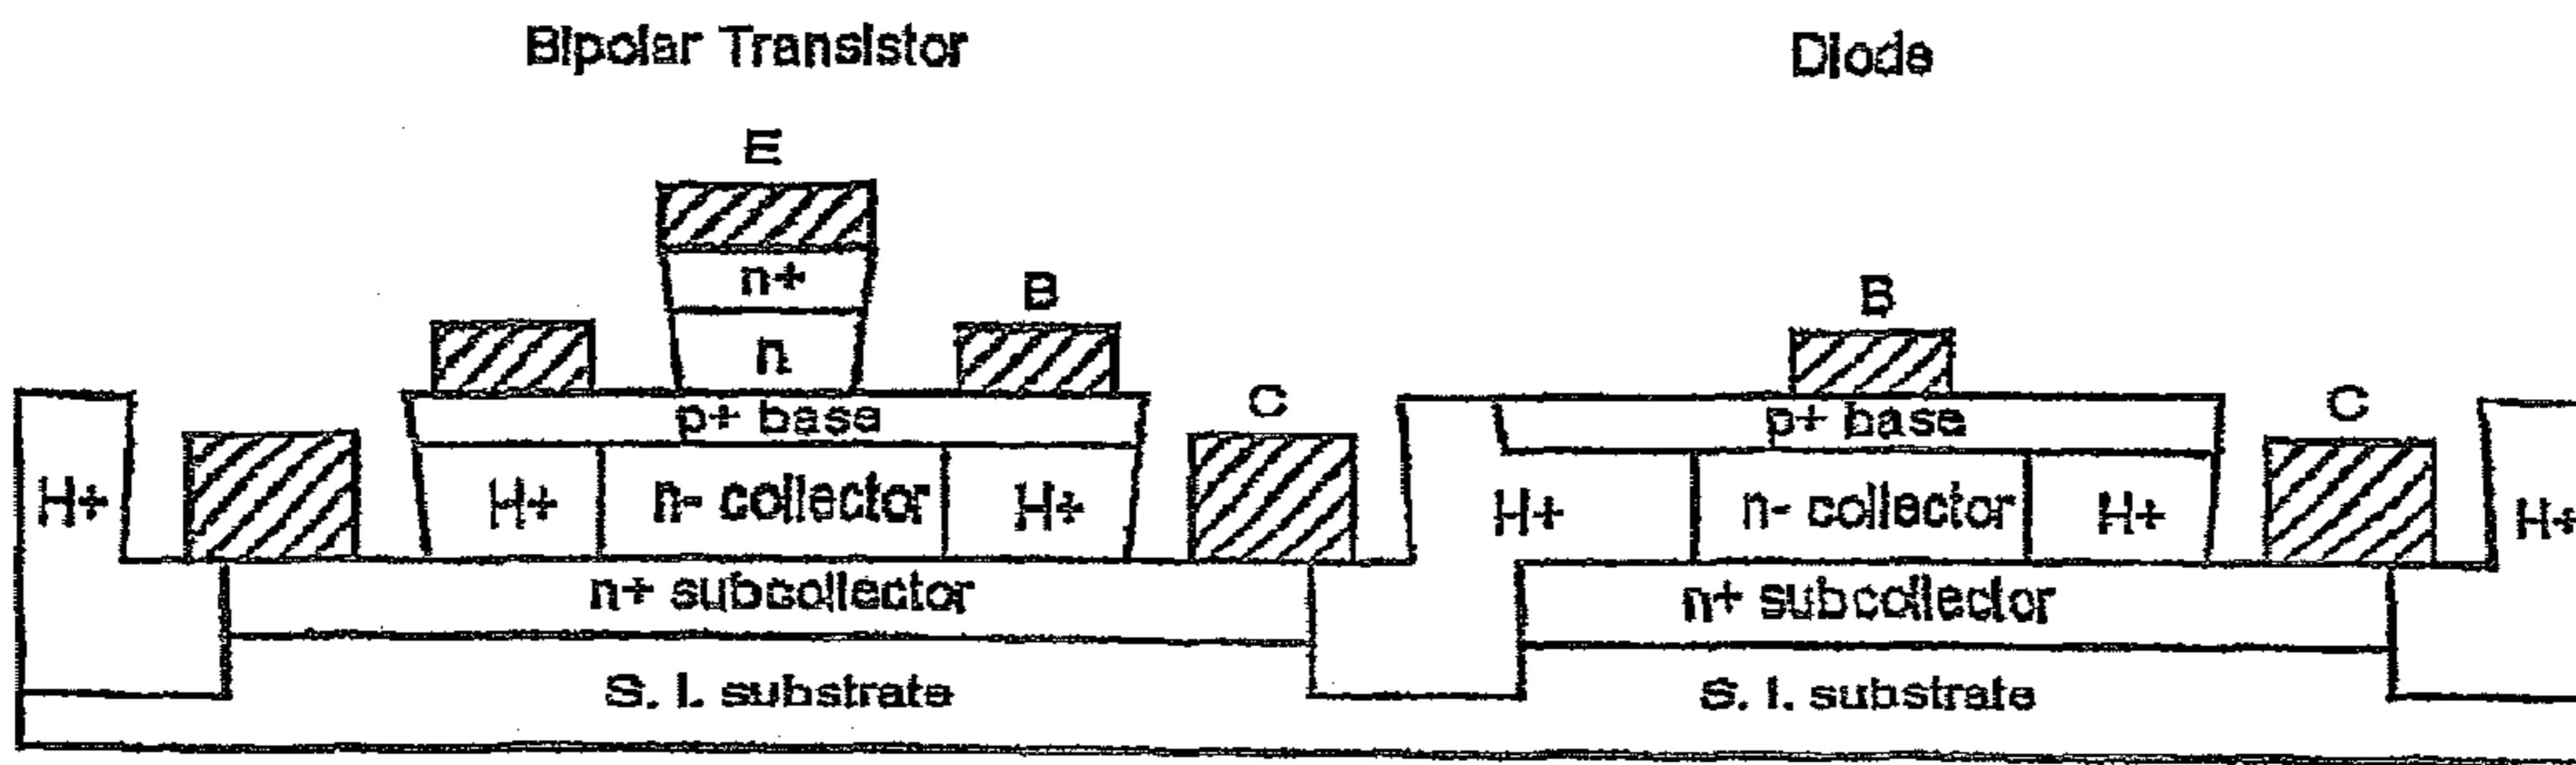 Bipolar Transistor
Diode
E
n+
B
B
n
C
C
p+ base
p+ base
H+
H+
n- collector
H+
H+
n- collector
H+
H+
n+ subcollector
n+ subcollector
S. I. substrate
S. I. substrate